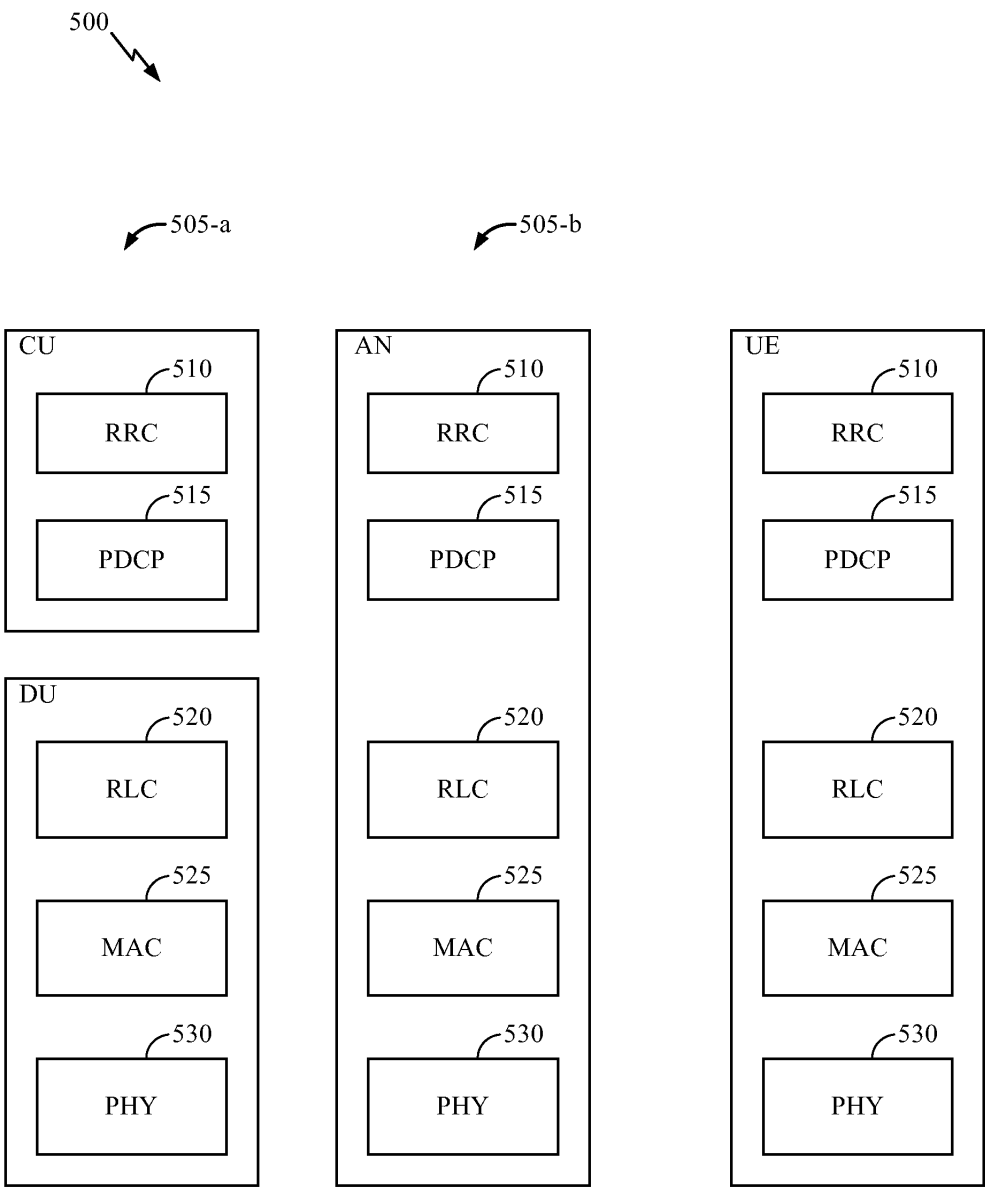 500
505-a 505-b
CU AN UE
510 510 510
RRC RRC RRC
515 515 515
PDCP PDCP PDCP
DU
520 520 520
RLC RLC RLC
525 525 525
MAC MAC MAC
530 530 530
PHY PHY PHY